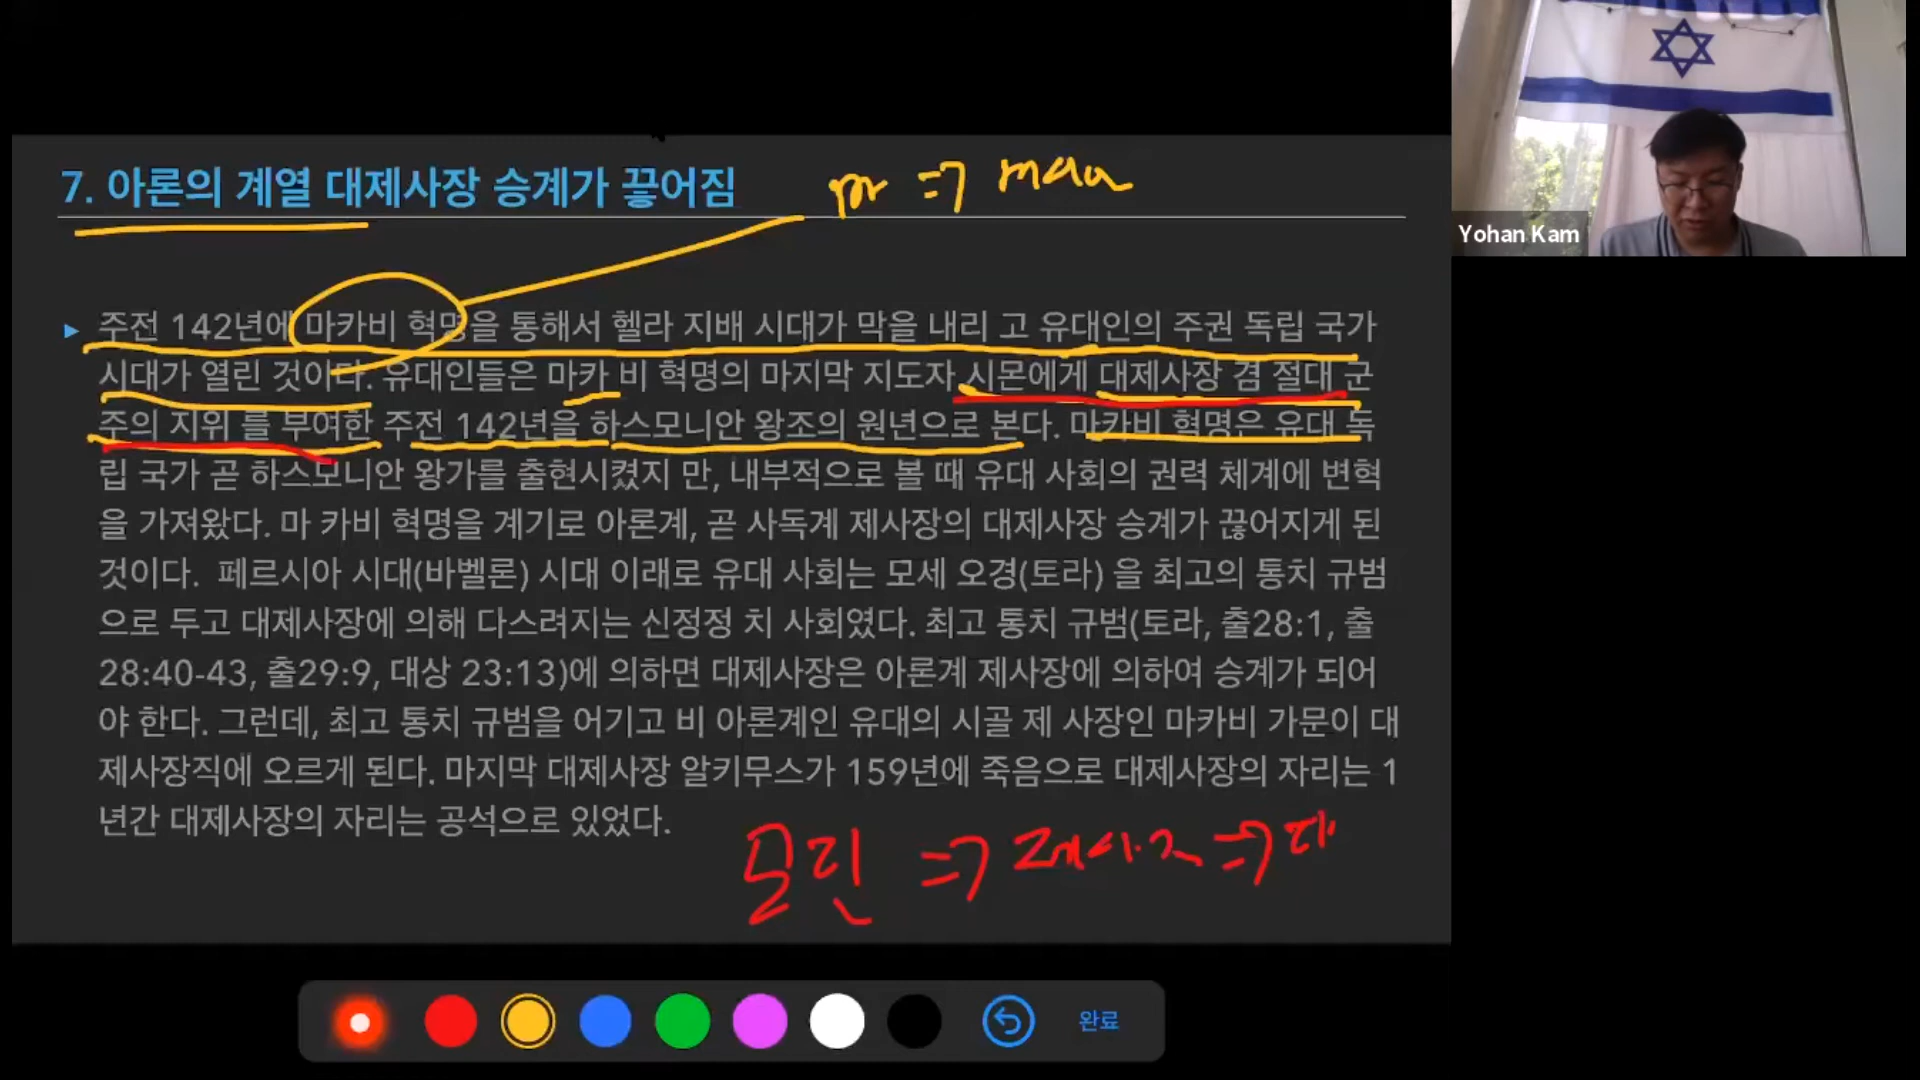 7. 아론의 계열 대제사장 승계가 끓어짐
▶ 주전 142년에 마카비 혁명을 통해서 헬라 지배 시대가 막을 내리 고 유대인의 주권 독립 국가
시대가 열린 것이다. 유대인들은 마카 비 혁명의 마지막 지도자 시몬에게 대제사장 겸 절대 군
주의 지위 를 부여한 주전 142년을 하스모니안 왕조의 원년으로 본다. 마카비 혁명은 유대 독
립 국가 곧 하스모니안 왕가를 출현시켰지 만, 내부적으로 볼 때 유대 사회의 권력 체계에 변혁
을 가져왔다. 마 카비 혁명을 계기로 아론계, 곧 사독계 제사장의 대제사장 승계가 끊어지게 된
것이다. 페르시아 시대(바벨론) 시대 이래로 유대 사회는 모세 오경(토라) 을 최고의 통치 규범
으로 두고 대제사장에 의해 다스려지는 신정정 치 사회였다. 최고 통치 규범(토라, 출28:1, 출
28:40-43, 출29:9, 대상 23:13)에 의하면 대제사장은 아론계 제사장에 의하여 승계가 되어
야 한다. 그런데, 최고 통치 규범을 어기고 비 아론계인 유대의 시골 제 사장인 마카비 가문이 대
제사장직에 오르게 된다. 마지막 대제사장 알키무스가 159년에 죽음으로 대제사장의 자리는 1
년간 대제사장의 자리는 공석으로 있었다.
Yohan Kam
완료